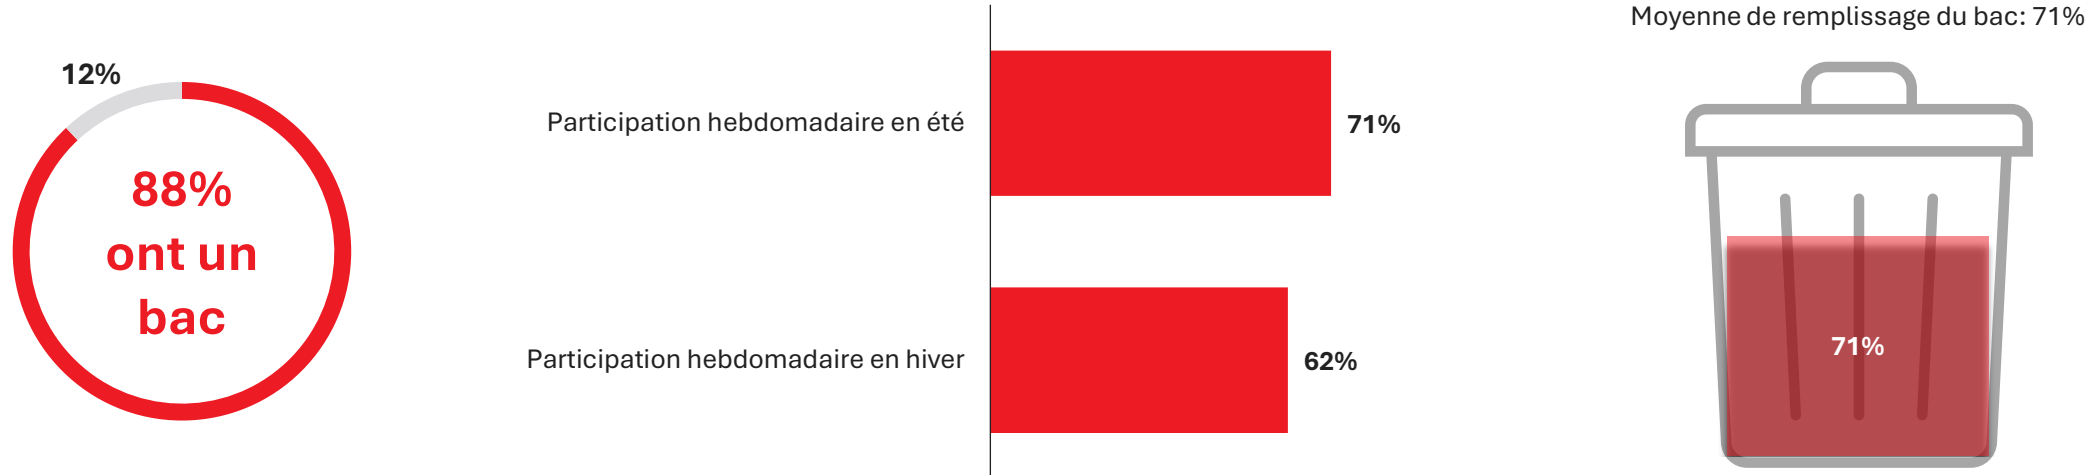 12%
88%
ont un
bac
Participation hebdomadaire en été
71%
Participation hebdomadaire en hiver
62%
Moyenne de remplissage du bac: 71%
71%